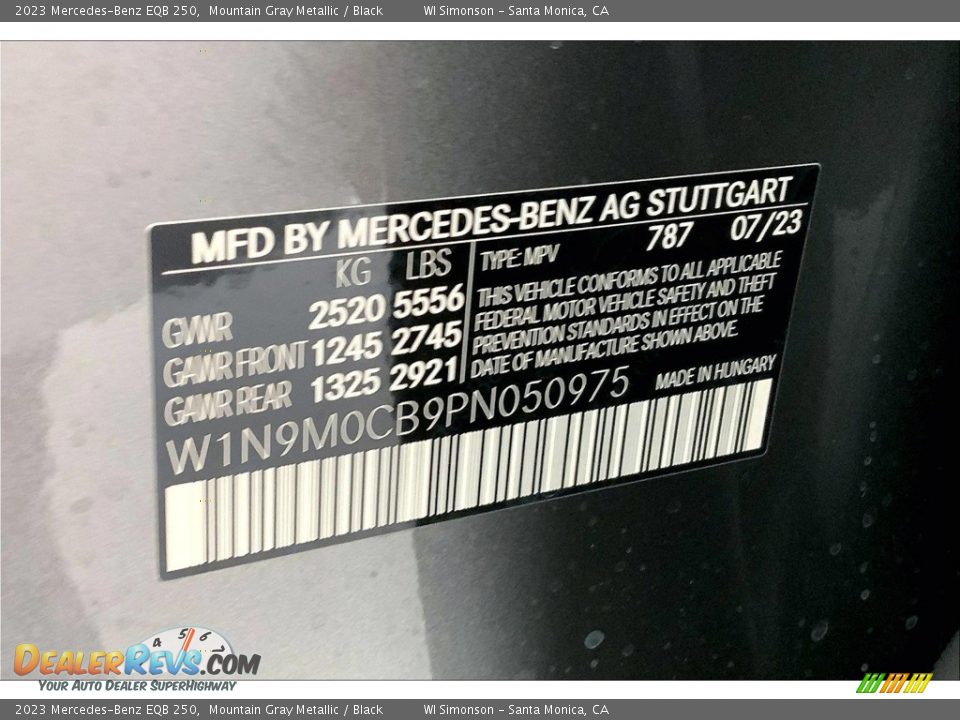 2023 Mercedes-Benz EQB 250, Mountain Gray Metallic / Black WI Simonson - Santa Monica, CA
MFD BY MERCEDES-BENZ AG STUTTGART
KG LBS
GVWR 2520 5556
GAWR FRONT 1245 2745
GAWR REAR 1325 2921
TYPE: MPV 787 07/23
THIS VEHICLE CONFORMS TO ALL APPLICABLE
FEDERAL MOTOR VEHICLE SAFETY AND THEFT
PREVENTION STANDARDS IN EFFECT ON THE
DATE OF MANUFACTURE SHOWN ABOVE.
W1N9M0CB9PN050975 MADE IN HUNGARY
4 5 6
DEALERREVS.COM
YOUR AUTO DEALER SUPERHIGHWAY
2023 Mercedes-Benz EQB 250, Mountain Gray Metallic / Black WI Simonson - Santa Monica, CA